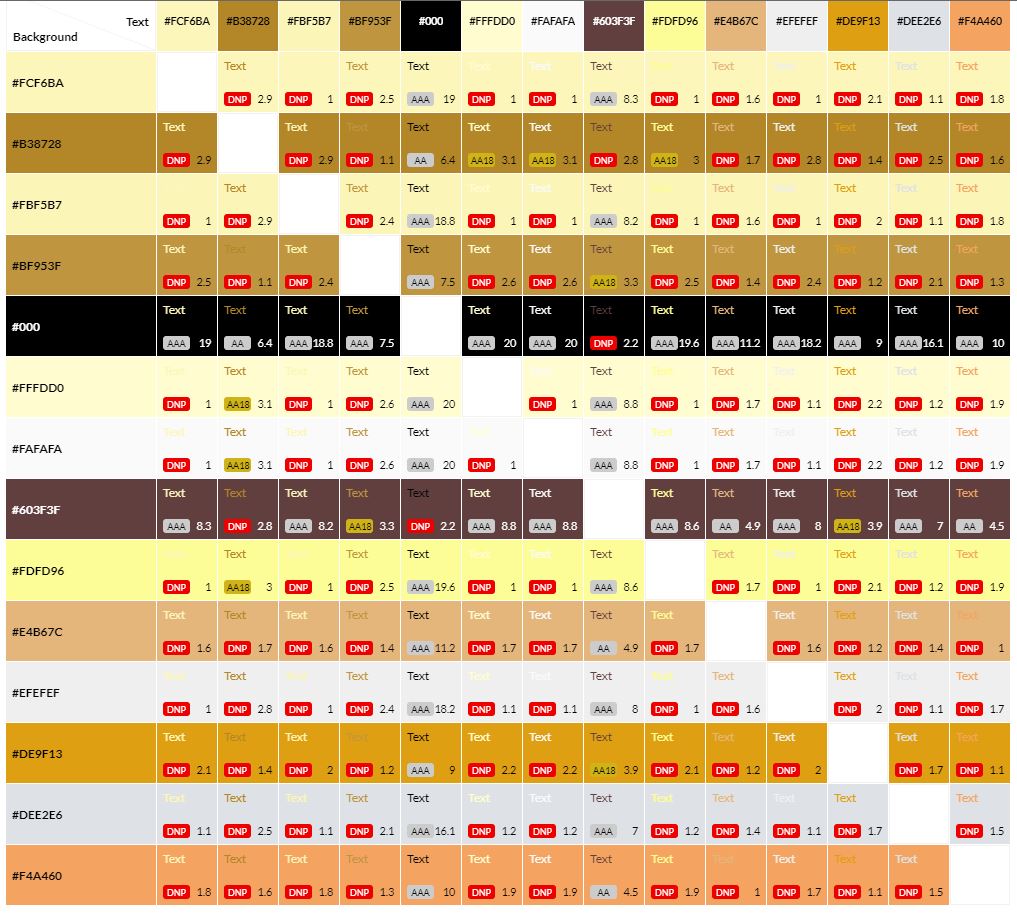 Text #FCF6BA #B38728 #FBF5B7 #BF953F #000 #FFFDD0 #FAFAFA #603F3F #FDFD96 #E4B67C #EFEFEF #DE9F13 #DEE2E6 #F4A460
Background
Text Text Text Text Text Text Text Text Text Text Text Text Text
#FCF6BA
DNP 2.9 DNP 1 DNP 2.5 AAA 19 DNP 1 DNP 1 AAA 8.3 DNP 1 DNP 1.6 DNP 1 DNP 2.1 DNP 1.1 DNP 1.8
Text Text Text Text Text Text Text Text Text Text Text Text Text
#B38728
DNP 2.9 DNP 2.9 DNP 1.1 AA 6.4 AA18 3.1 AA18 3.1 DNP 2.8 AA18 3 DNP 1.7 DNP 2.8 DNP 1.4 DNP 2.5 DNP 1.6
Text Text Text Text Text Text Text Text Text Text Text Text Text
#FBF5B7
DNP 1 DNP 2.9 DNP 2.4 AAA 18.8 DNP 1 DNP 1 AAA 8.2 DNP 1 DNP 1.6 DNP 1 DNP 2 DNP 1.1 DNP 1.8
Text Text Text Text Text Text Text Text Text Text Text Text Text
#BF953F
DNP 2.5 DNP 1.1 DNP 2.4 AAA 7.5 DNP 2.6 DNP 2.6 AA18 3.3 DNP 2.5 DNP 1.4 DNP 2.4 DNP 1.2 DNP 2.1 DNP 1.3
Text Text Text Text Text Text Text Text Text Text Text Text Text
#000
AAA 19 AA 6.4 AAA 18.8 AAA 7.5 AAA 20 AAA 20 DNP 2.2 AAA 19.6 AAA 11.2 AAA 18.2 AAA 9 AAA 16.1 AAA 10
Text Text Text Text Text Text Text Text Text Text Text Text Text
#FFFDD0
DNP 1 AA18 3.1 DNP 1 DNP 2.6 AAA 20 DNP 1 AAA 8.8 DNP 1 DNP 1.7 DNP 1.1 DNP 2.2 DNP 1.2 DNP 1.9
Text Text Text Text Text Text Text Text Text Text Text Text Text
#FAFAFA
DNP 1 AA18 3.1 DNP 1 DNP 2.6 AAA 20 DNP 1 AAA 8.8 DNP 1 DNP 1.7 DNP 1.1 DNP 2.2 DNP 1.2 DNP 1.9
Text Text Text Text Text Text Text Text Text Text Text Text Text
#603F3F
AAA 8.3 DNP 2.8 AAA 8.2 AA18 3.3 DNP 2.2 AAA 8.8 AAA 8.8 AAA 8.6 AA 4.9 AAA 8 AA18 3.9 AAA 7 AA 4.5
Text Text Text Text Text Text Text Text Text Text Text Text Text
#FDFD96
DNP 1 AA18 3 DNP 1 DNP 2.5 AAA 19.6 DNP 1 DNP 1 AAA 8.6 DNP 1.7 DNP 1 DNP 2.1 DNP 1.2 DNP 1.9
Text Text Text Text Text Text Text Text Text Text Text Text Text
#E4B67C
DNP 1.6 DNP 1.7 DNP 1.6 DNP 1.4 AAA 11.2 DNP 1.7 DNP 1.7 AA 4.9 DNP 1.7 DNP 1.6 DNP 1.2 DNP 1.4 DNP 1
Text Text Text Text Text Text Text Text Text Text Text Text Text
#EFEFEF
DNP 1 DNP 2.8 DNP 1 DNP 2.4 AAA 18.2 DNP 1.1 DNP 1.1 AAA 8 DNP 1 DNP 1.6 DNP 2 DNP 1.1 DNP 1.7
Text Text Text Text Text Text Text Text Text Text Text Text Text
#DE9F13
DNP 2.1 DNP 1.4 DNP 2 DNP 1.2 AAA 9 DNP 2.2 DNP 2.2 AA18 3.9 DNP 2.1 DNP 1.2 DNP 2 DNP 1.7 DNP 1.1
Text Text Text Text Text Text Text Text Text Text Text Text Text
#DEE2E6
DNP 1.1 DNP 2.5 DNP 1.1 DNP 2.1 AAA 16.1 DNP 1.2 DNP 1.2 AAA 7 DNP 1.2 DNP 1.4 DNP 1.1 DNP 1.7 DNP 1.5
Text Text Text Text Text Text Text Text Text Text Text Text Text
#F4A460
DNP 1.8 DNP 1.6 DNP 1.8 DNP 1.3 AAA 10 DNP 1.9 DNP 1.9 AA 4.5 DNP 1.9 DNP 1 DNP 1.7 DNP 1.1 DNP 1.5